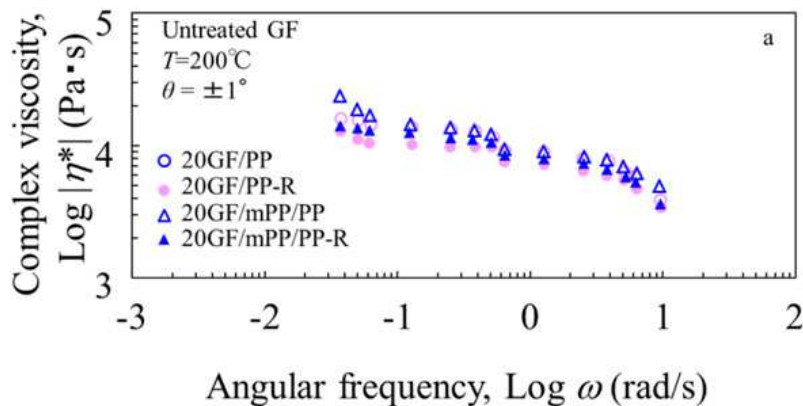 Complex viscosity,
Log |η*| (Pa・s)
5
4
3
Untreated GF
T=200℃
θ = ±1°
a
20GF/PP
20GF/PP-R
20GF/mPP/PP
20GF/mPP/PP-R
-3 -2 -1 0 1 2
Angular frequency, Log ω (rad/s)